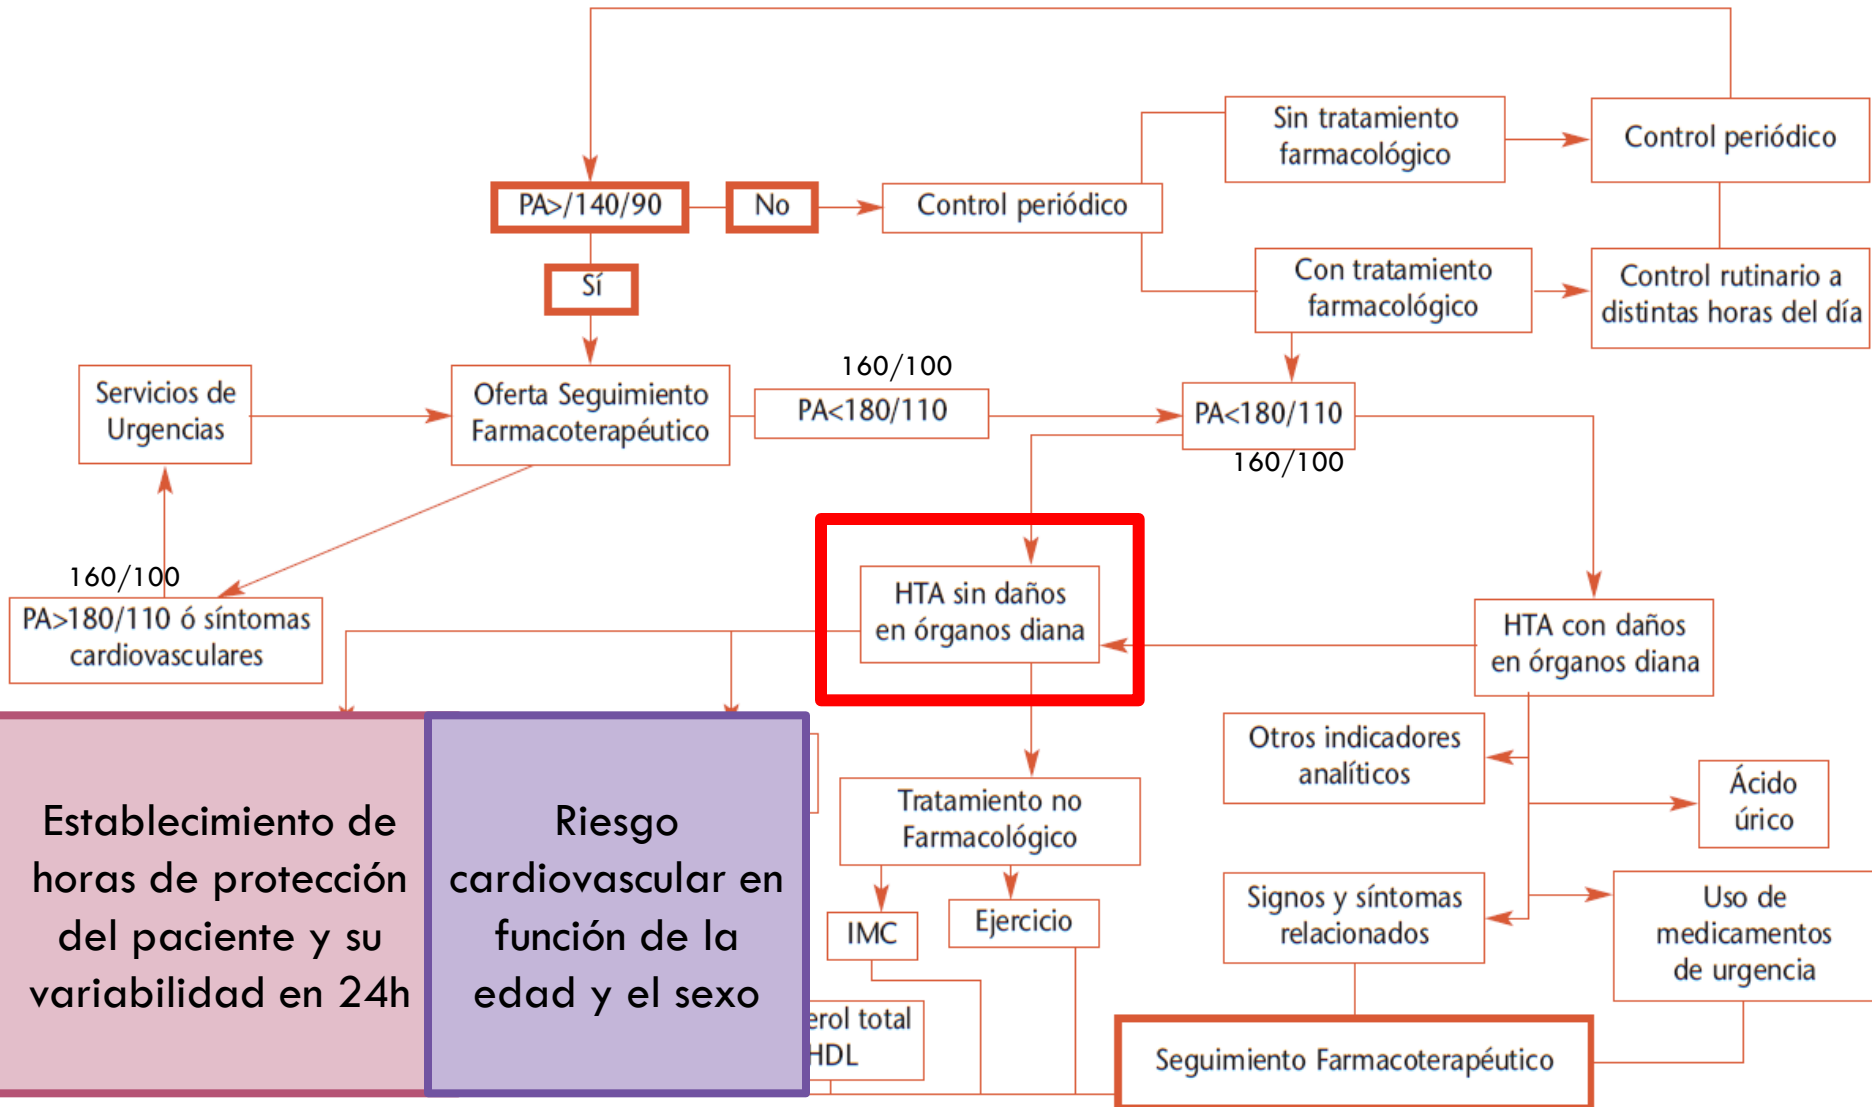 Sin tratamiento
farmacológico
Control periódico
PA>/140/90
No
Control periódico
Sí
Con tratamiento
farmacológico
Control rutinario a
distintas horas del día
Servicios de
Urgencias
Oferta Seguimiento
Farmacoterapéutico
160/100
PA<180/110
PA<180/110
160/100
160/100
PA>180/110 ó síntomas
cardiovasculares
HTA sin daños
en órganos diana
HTA con daños
en órganos diana
Establecimiento de
horas de protección
del paciente y su
variabilidad en 24h
Riesgo
cardiovascular en
función de la
edad y el sexo
Tratamiento no
Farmacológico
IMC
Ejercicio
Otros indicadores
analíticos
Ácido
úrico
Signos y síntomas
relacionados
Uso de
medicamentos
de urgencia
erol total
HDL
Seguimiento Farmacoterapéutico